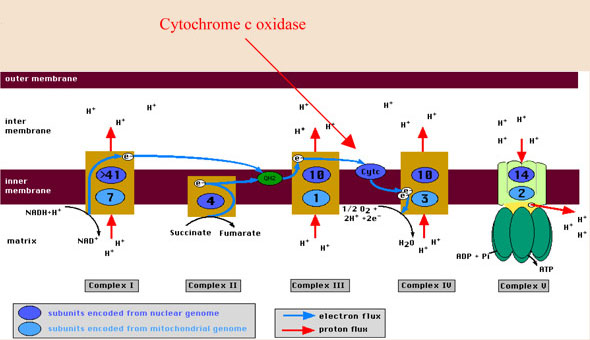 Cytochrome c oxidase
outer membrane
inter
membrane
H⁺ H⁺ H⁺
H⁺ H⁺
H⁺ H⁺
H⁺ H⁺
H⁺ H⁺ H⁺
e⁻ e⁻
>41 10 Cytc 10 14
QH2
inner
membrane
e⁻ e⁻ e⁻
7 4 1 3 2
NADH+H⁺
1/2 O₂ +
2H⁺ +2e⁻
H⁺
H⁺ H⁺
matrix
NAD⁺
H⁺ H⁺
Succinate Fumarate
H⁺ H⁺
H₂O
H⁺ H⁺
ADP + Pi
ATP
Complex I Complex II Complex III Complex IV Complex V
subunits encoded from nuclear genome
subunits encoded from mitochondrial genome
electron flux
proton flux